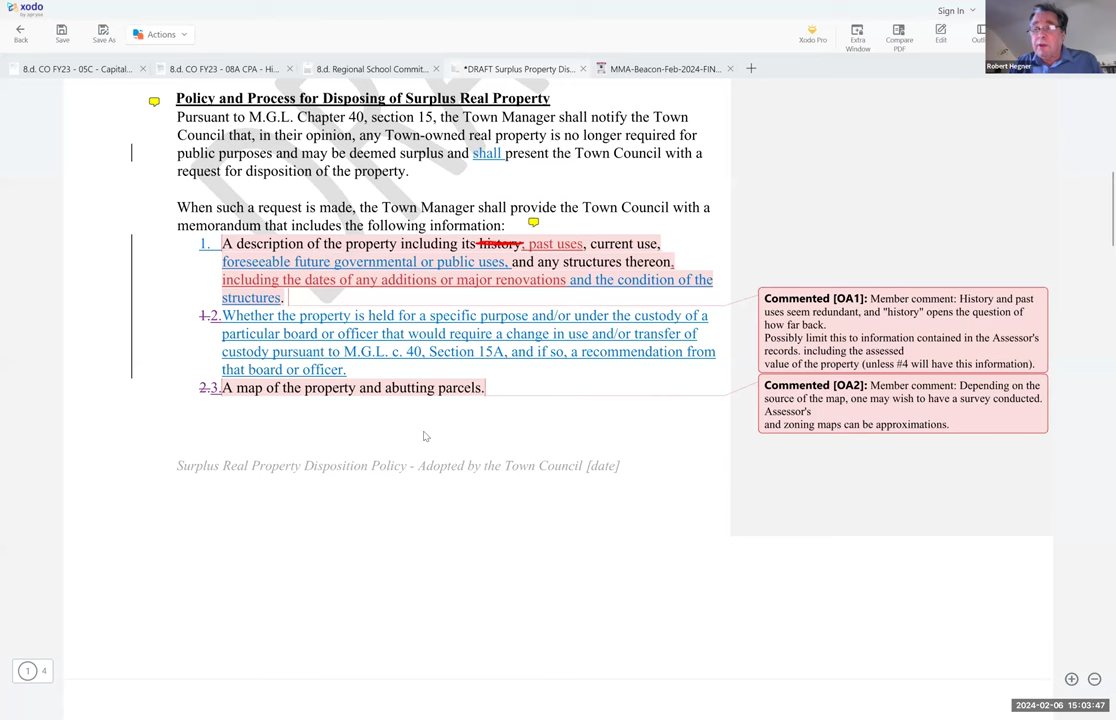 xodo
by apryse
Sign In
Back
Save
Save As
Actions
Xodo Pro
Extra
Window
Compare
PDF
Edit
Robert Hegner
8.d. CO FY23 - 05C - Capital...
8.d. CO FY23 - 08A CPA - Hi...
8.d. Regional School Commit...
*DRAFT Surplus Property Dis...
MMA-Beacon-Feb-2024-FIN...
Policy and Process for Disposing of Surplus Real Property
Pursuant to M.G.L. Chapter 40, section 15, the Town Manager shall notify the Town
Council that, in their opinion, any Town-owned real property is no longer required for
public purposes and may be deemed surplus and shall present the Town Council with a
request for disposition of the property.
When such a request is made, the Town Manager shall provide the Town Council with a
memorandum that includes the following information:
1. A description of the property including its history, past uses, current use,
foreseeable future governmental or public uses, and any structures thereon,
including the dates of any additions or major renovations and the condition of the
structures.
1.2. Whether the property is held for a specific purpose and/or under the custody of a
particular board or officer that would require a change in use and/or transfer of
custody pursuant to M.G.L. c. 40, Section 15A, and if so, a recommendation from
that board or officer.
2.3. A map of the property and abutting parcels.
Surplus Real Property Disposition Policy - Adopted by the Town Council [date]
Commented [OA1]: Member comment: History and past
uses seem redundant, and "history" opens the question of
how far back.
Possibly limit this to information contained in the Assessor's
records. including the assessed
value of the property (unless #4 will have this information).
Commented [OA2]: Member comment: Depending on the
source of the map, one may wish to have a survey conducted.
Assessor's
and zoning maps can be approximations.
1 4
2024-02-06 15:03:47